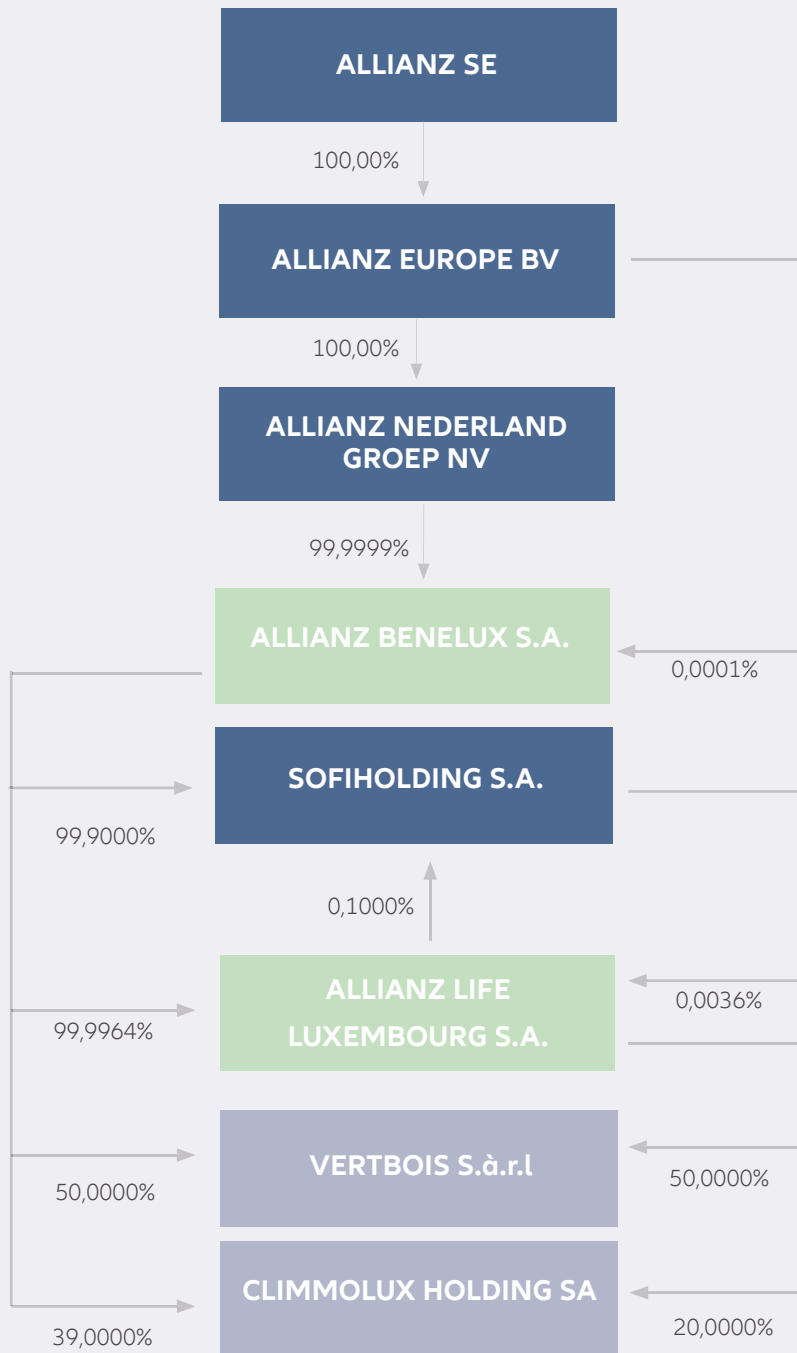 ALLIANZ SE
100,00%
ALLIANZ EUROPE BV
100,00%
ALLIANZ NEDERLAND
GROEP NV
99,9999%
ALLIANZ BENELUX S.A.
0,0001%
SOFIHOLDING S.A.
99,9000%
0,1000%
ALLIANZ LIFE
LUXEMBOURG S.A.
0,0036%
99,9964%
VERTBOIS S.à.r.l
50,0000%
50,0000%
CLIMMOLUX HOLDING SA
39,0000%
20,0000%